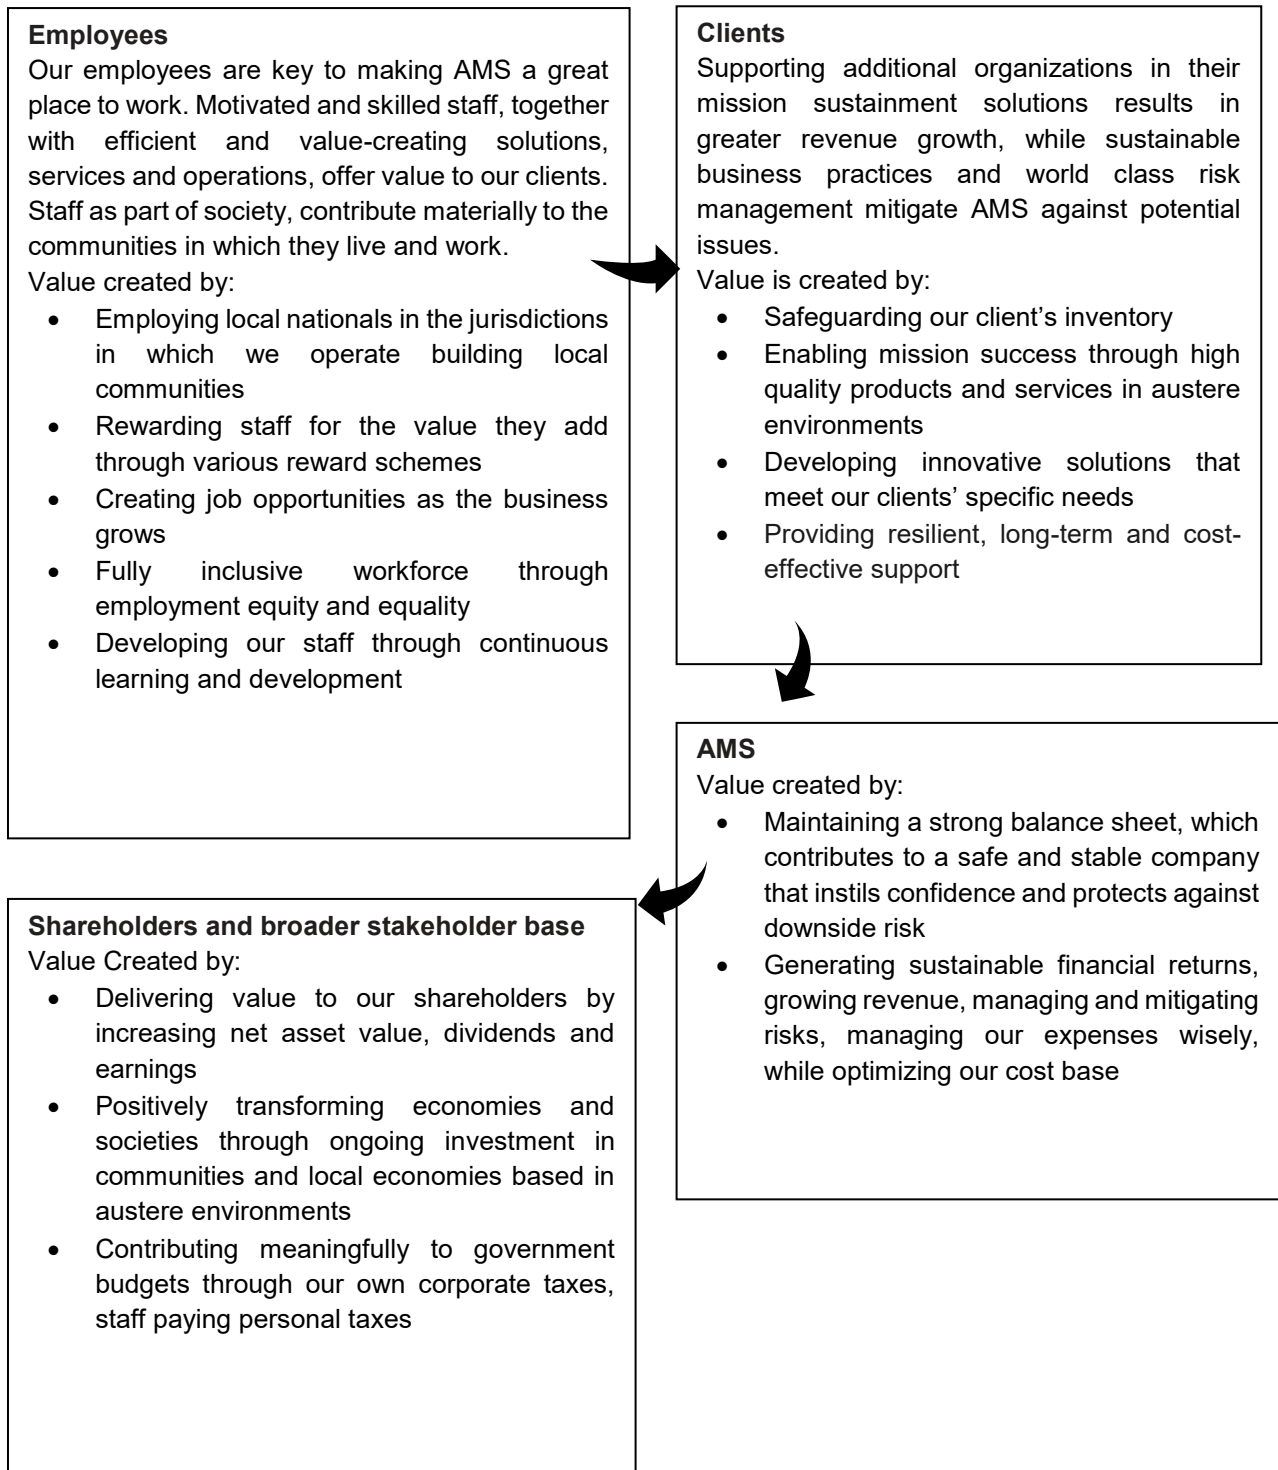 Employees
Our employees are key to making AMS a great
place to work. Motivated and skilled staff, together
with efficient and value-creating solutions,
services and operations, offer value to our clients.
Staff as part of society, contribute materially to the
communities in which they live and work.
Value created by:
• Employing local nationals in the jurisdictions
in which we operate building local
communities
• Rewarding staff for the value they add
through various reward schemes
• Creating job opportunities as the business
grows
• Fully inclusive workforce through
employment equity and equality
• Developing our staff through continuous
learning and development
Clients
Supporting additional organizations in their
mission sustainment solutions results in
greater revenue growth, while sustainable
business practices and world class risk
management mitigate AMS against potential
issues.
Value is created by:
• Safeguarding our client’s inventory
• Enabling mission success through high
quality products and services in austere
environments
• Developing innovative solutions that
meet our clients’ specific needs
• Providing resilient, long-term and cost-
effective support
AMS
Value created by:
• Maintaining a strong balance sheet, which
contributes to a safe and stable company
that instils confidence and protects against
downside risk
• Generating sustainable financial returns,
growing revenue, managing and mitigating
risks, managing our expenses wisely,
while optimizing our cost base
Shareholders and broader stakeholder base
Value Created by:
• Delivering value to our shareholders by
increasing net asset value, dividends and
earnings
• Positively transforming economies and
societies through ongoing investment in
communities and local economies based in
austere environments
• Contributing meaningfully to government
budgets through our own corporate taxes,
staff paying personal taxes